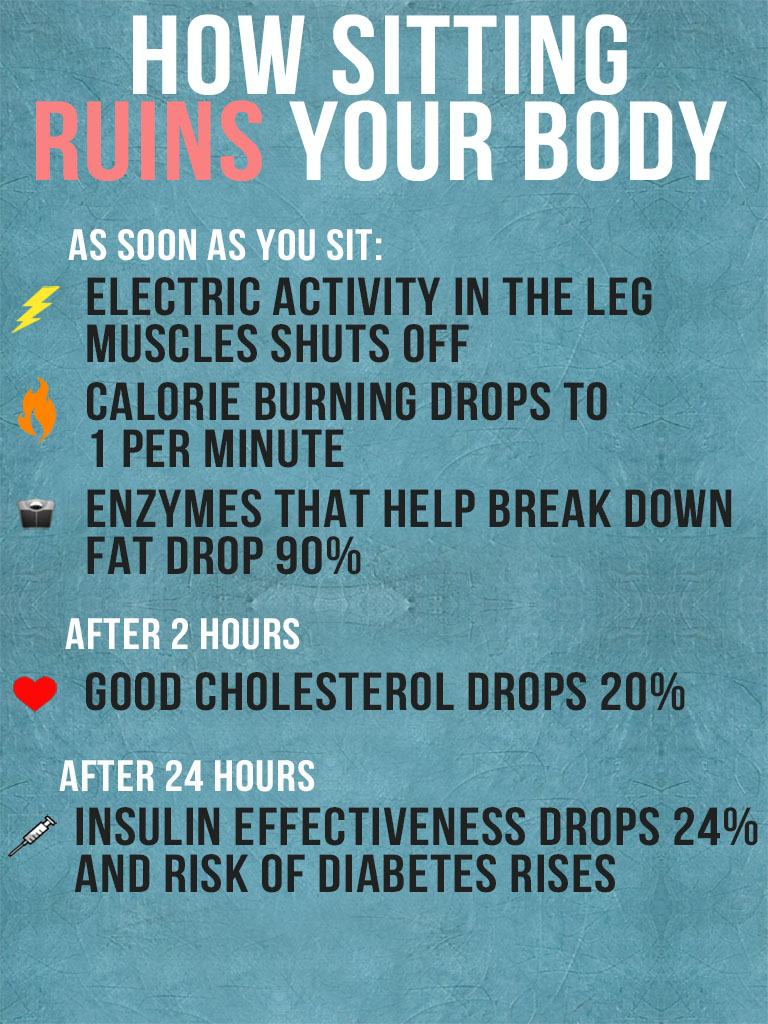 HOW SITTING
RUINS YOUR BODY
AS SOON AS YOU SIT:
ELECTRIC ACTIVITY IN THE LEG
MUSCLES SHUTS OFF
CALORIE BURNING DROPS TO
1 PER MINUTE
ENZYMES THAT HELP BREAK DOWN
FAT DROP 90%
AFTER 2 HOURS
GOOD CHOLESTEROL DROPS 20%
AFTER 24 HOURS
INSULIN EFFECTIVENESS DROPS 24%
AND RISK OF DIABETES RISES